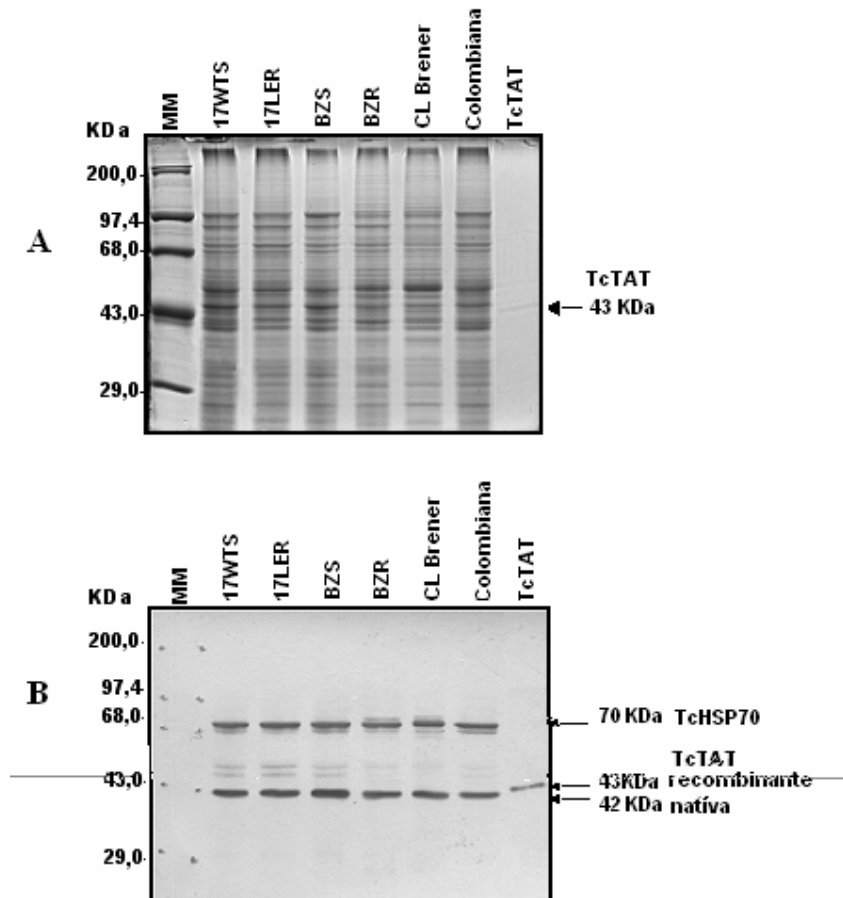 MM 17WTS 17LER BZS BZR CL Brener Colombiana TcTAT
KDa
200,0
97,4
68,0
43,0
29,0
A
TcTAT
43 KDa
MM 17WTS 17LER BZS BZR CL Brener Colombiana TcTAT
KDa
200,0
97,4
68,0
43,0
29,0
B
70 KDa TcHSP70
TcTAT
43KDa recombinante
42 KDa nativa